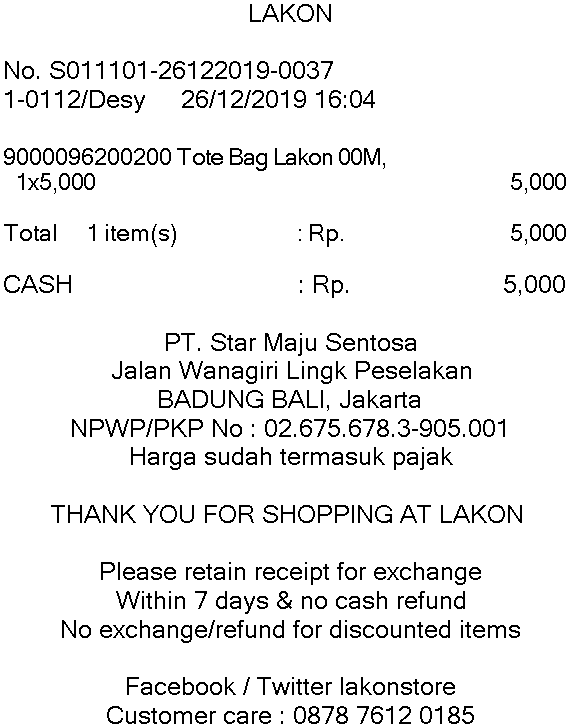 LAKON
No. S011101-26122019-0037
1-0112/Desy 26/12/2019 16:04
9000096200200 Tote Bag Lakon 00M,
1x5,000 5,000
Total 1 item(s) : Rp. 5,000
CASH : Rp. 5,000
PT. Star Maju Sentosa
Jalan Wanagiri Lingk Peselakan
BADUNG BALI, Jakarta
NPWP/PKP No : 02.675.678.3-905.001
Harga sudah termasuk pajak
THANK YOU FOR SHOPPING AT LAKON
Please retain receipt for exchange
Within 7 days & no cash refund
No exchange/refund for discounted items
Facebook / Twitter lakonstore
Customer care : 0878 7612 0185